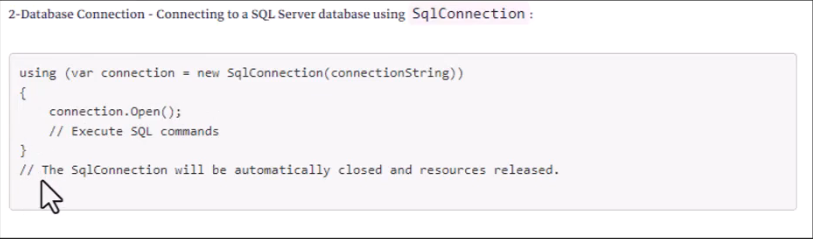 2-Database Connection - Connecting to a SQL Server database using SqlConnection :
using (var connection = new SqlConnection(connectionString))
{
    connection.Open();
    // Execute SQL commands
}
// The SqlConnection will be automatically closed and resources released.